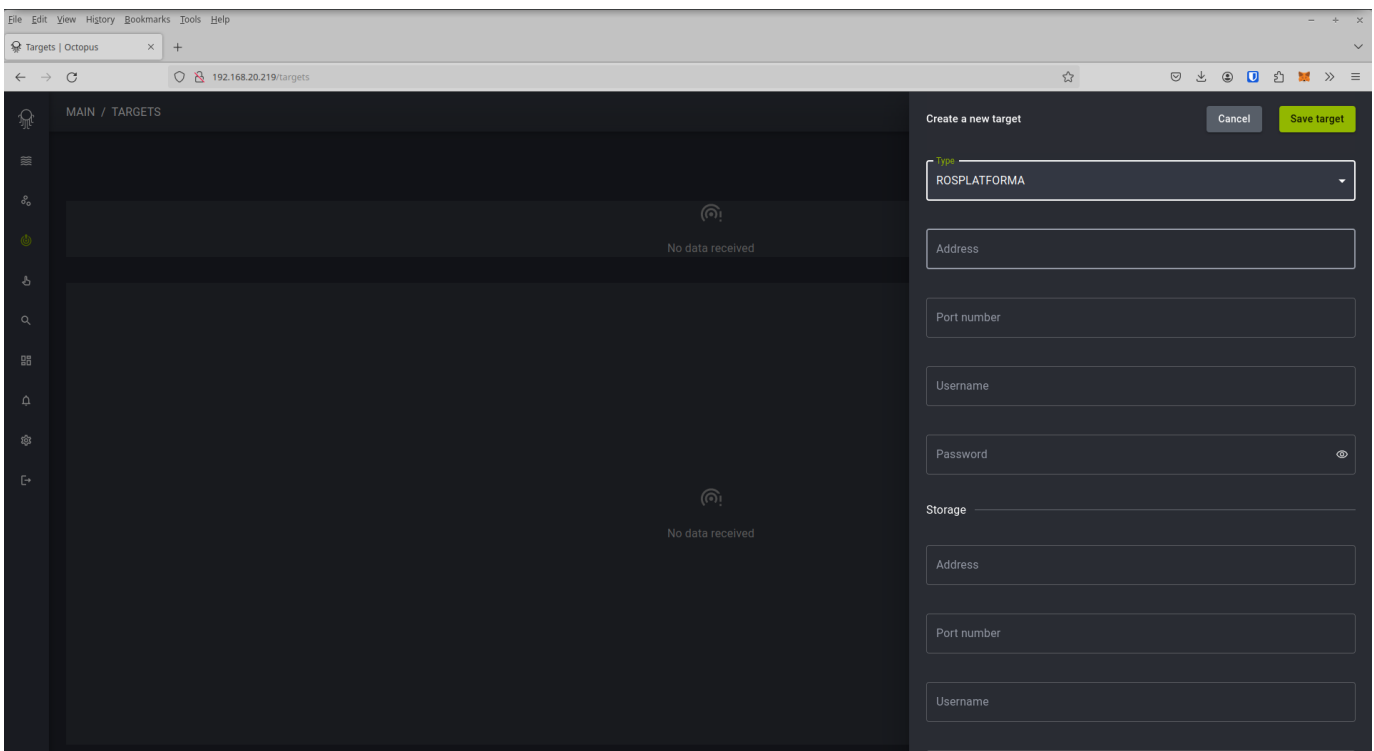 File Edit View History Bookmarks Tools Help
Targets | Octopus
192.168.20.219/targets
MAIN / TARGETS
No data received
No data received
Create a new target
Cancel
Save target
Type
ROSPLATFORMA
Address
Port number
Username
Password
Storage
Address
Port number
Username